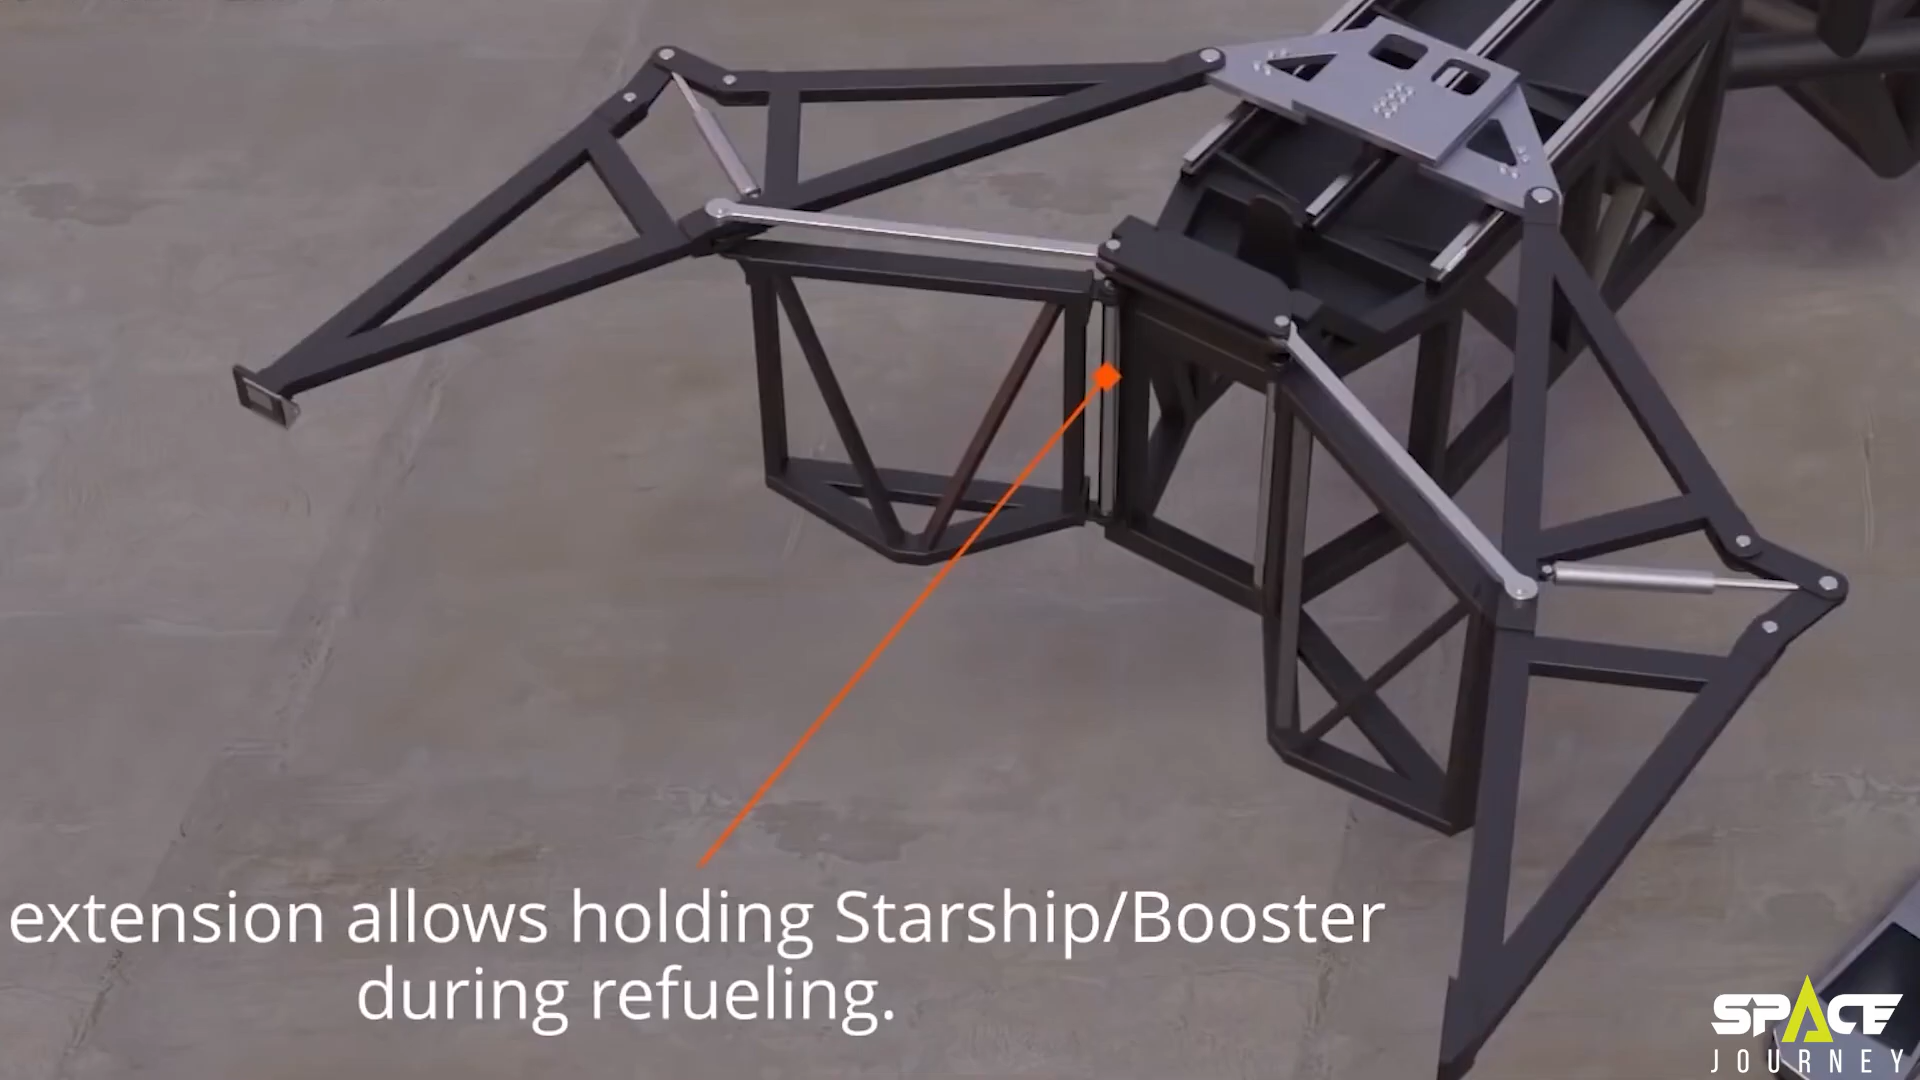 extension allows holding Starship/Booster
during refueling.
SPACE
JOURNEY